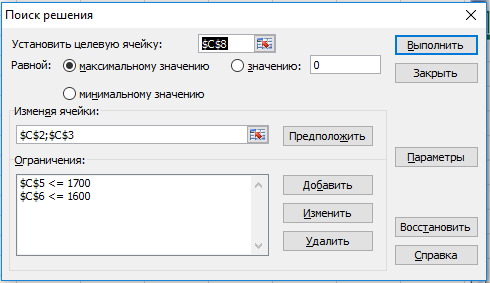 Поиск решения
Установить целевую ячейку: $C$8
Выполнить
Равной: максимальному значению значению: 0
Закрыть
минимальному значению
Изменяя ячейки:
$C$2;$C$3
Предположить
Ограничения:
Параметры
$C$5 <= 1700
$C$6 <= 1600
Добавить
Изменить
Удалить
Восстановить
Справка